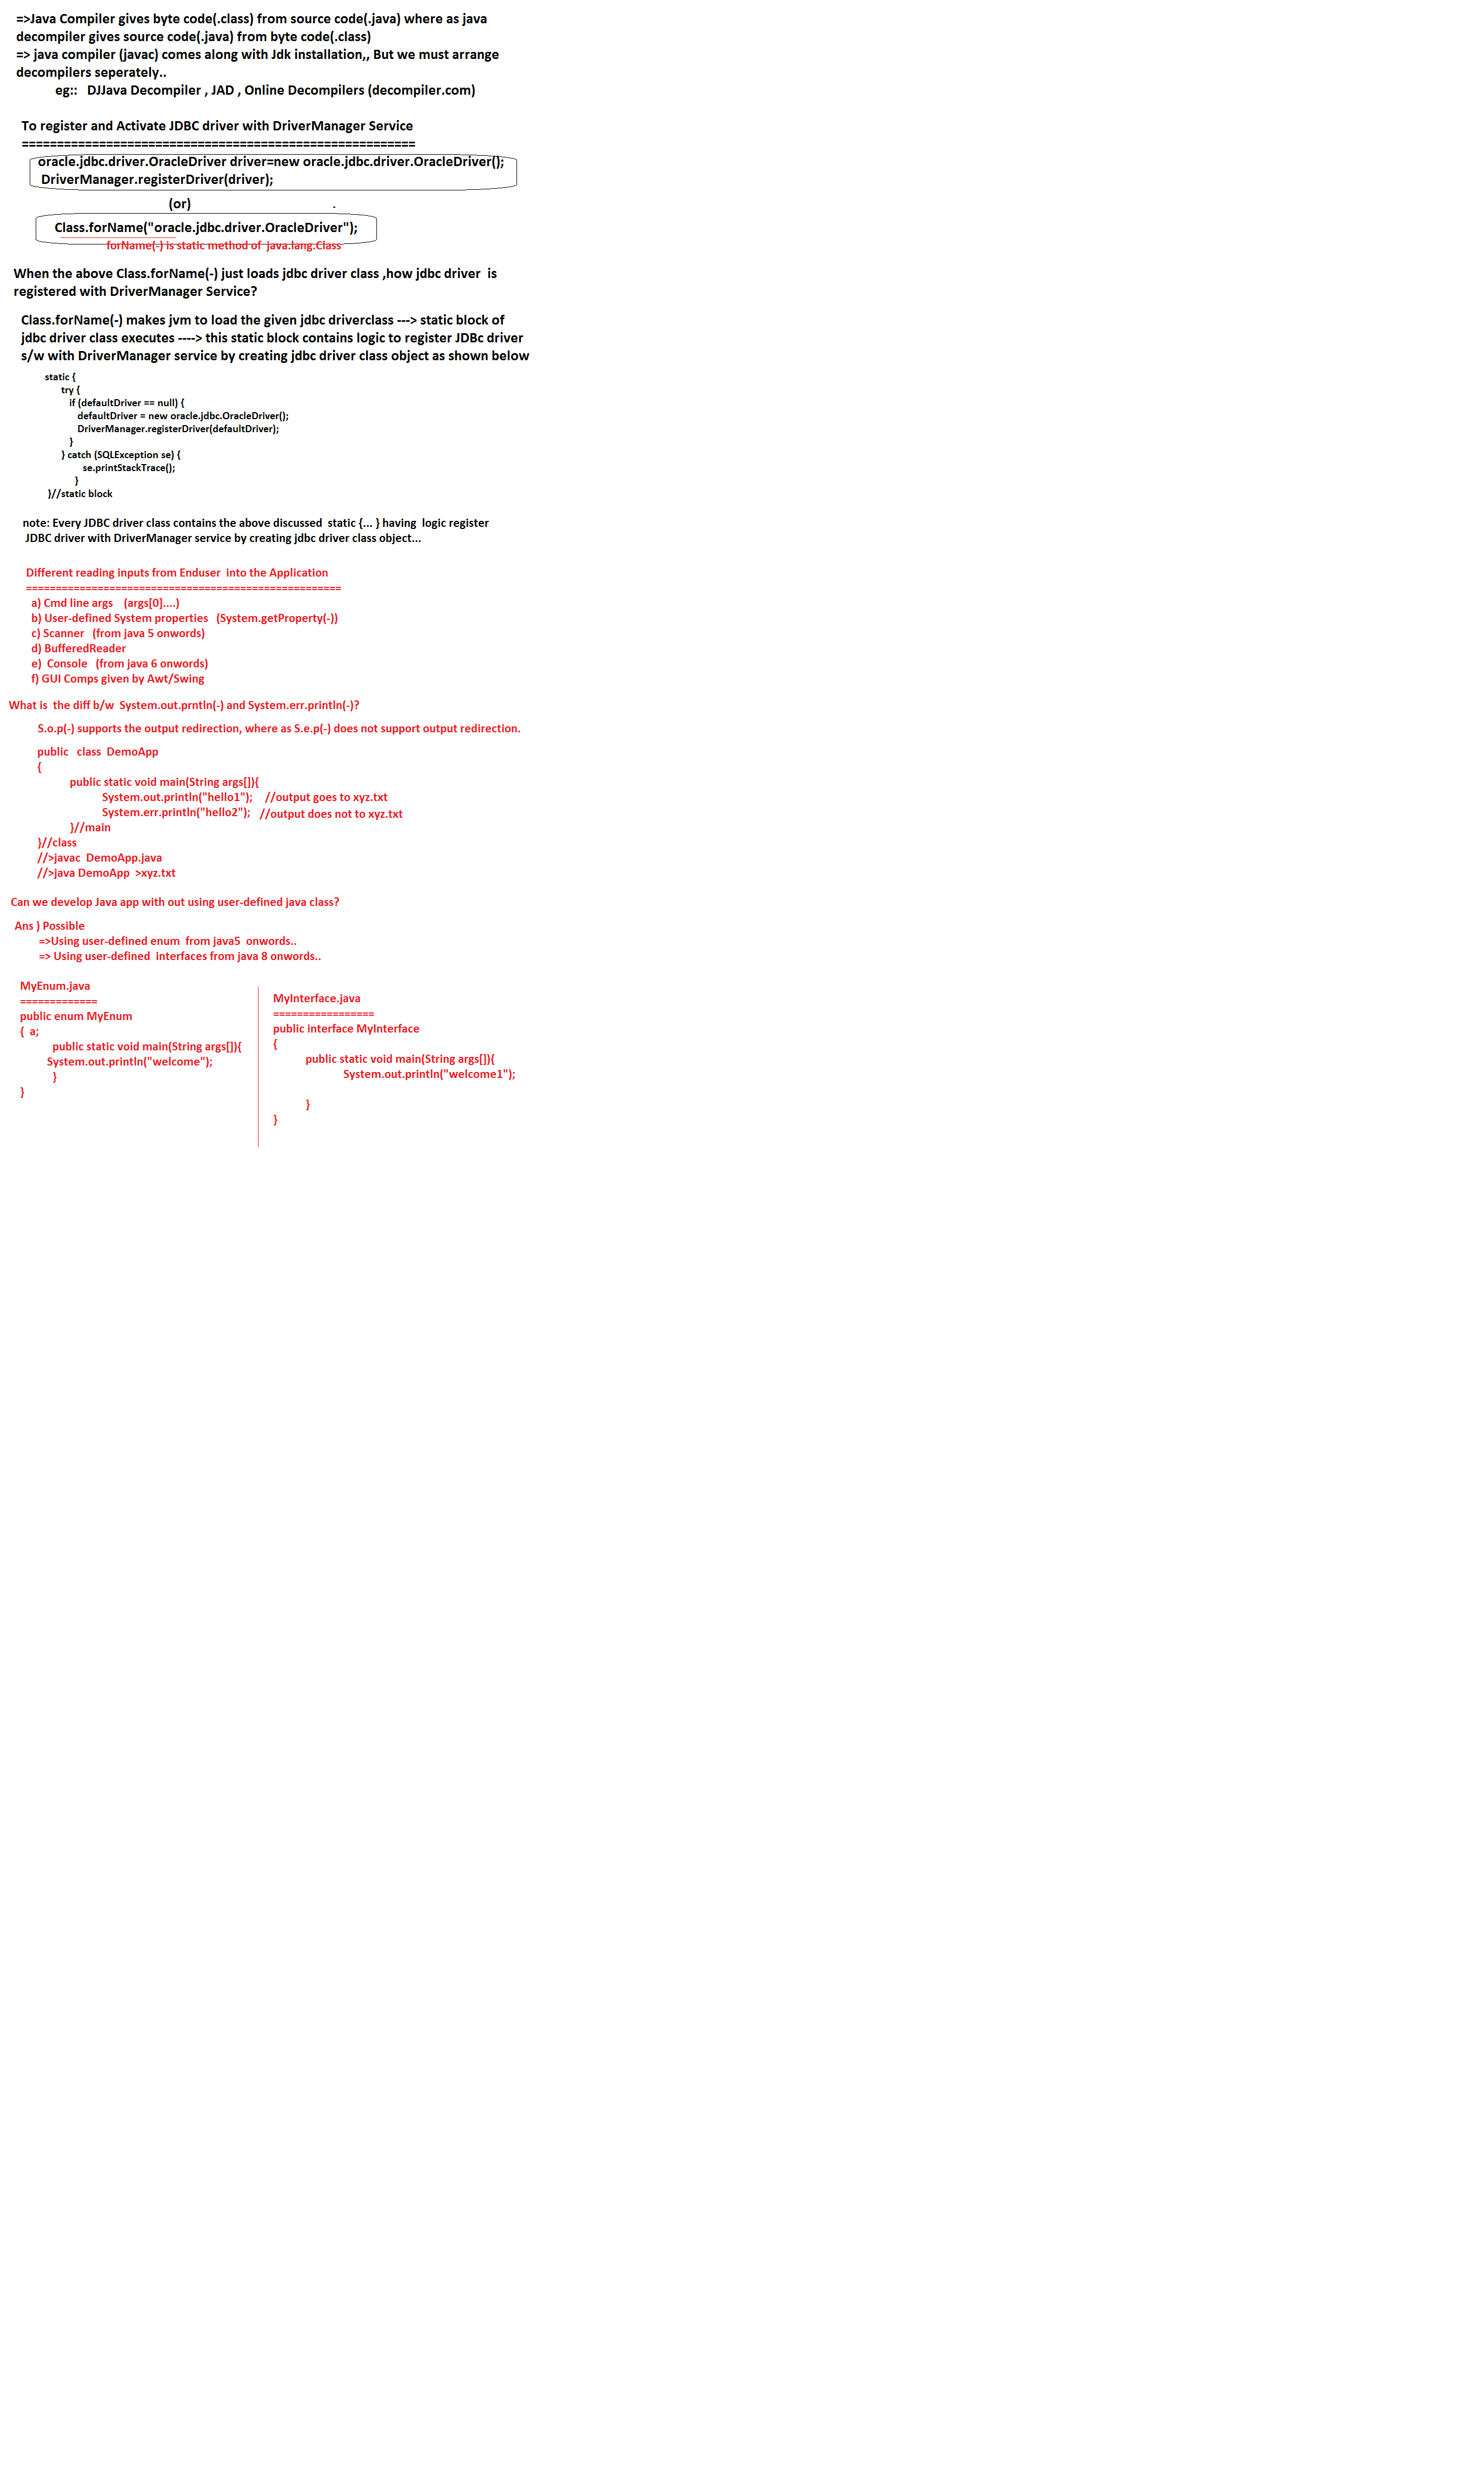 =>Java Compiler gives byte code(.class) from source code(.java) where as java
decompiler gives source code(.java) from byte code(.class)
=> java compiler (javac) comes along with Jdk installation,, But we must arrange
decompilers seperately..
eg::   DJJava Decompiler , JAD , Online Decompilers (decompiler.com)
To register and Activate JDBC driver with DriverManager Service
========================================================
oracle.jdbc.driver.OracleDriver driver=new oracle.jdbc.driver.OracleDriver();
DriverManager.registerDriver(driver);
(or)
Class.forName("oracle.jdbc.driver.OracleDriver");
forName(-) is static method of  java.lang.Class
When the above Class.forName(-) just loads jdbc driver class ,how jdbc driver  is
registered with DriverManager Service?
Class.forName(-) makes jvm to load the given jdbc driverclass ---> static block of
jdbc driver class executes ----> this static block contains logic to register JDBc driver
s/w with DriverManager service by creating jdbc driver class object as shown below
static {
try {
if (defaultDriver == null) {
defaultDriver = new oracle.jdbc.OracleDriver();
DriverManager.registerDriver(defaultDriver);
}
} catch (SQLException se) {
se.printStackTrace();
}
}//static block
note: Every JDBC driver class contains the above discussed  static {... } having  logic register
JDBC driver with DriverManager service by creating jdbc driver class object...
Different reading inputs from Enduser  into the Application
=====================================================
a) Cmd line args    (args[0]....)
b) User-defined System properties   (System.getProperty(-))
c) Scanner   (from java 5 onwords)
d) BufferedReader
e)  Console   (from java 6 onwords)
f) GUI Comps given by Awt/Swing
What is  the diff b/w  System.out.prntln(-) and System.err.println(-)?
S.o.p(-) supports the output redirection, where as S.e.p(-) does not support output redirection.
public   class  DemoApp
{
public static void main(String args[]){
System.out.println("hello1");    //output goes to xyz.txt
System.err.println("hello2");   //output does not to xyz.txt
}//main
}//class
//>javac  DemoApp.java
//>java DemoApp  >xyz.txt
Can we develop Java app with out using user-defined java class?
Ans ) Possible
=>Using user-defined enum  from java5  onwords..
=> Using user-defined  interfaces from java 8 onwords..
MyEnum.java
=============
public enum MyEnum
{  a;
public static void main(String args[]){
System.out.println("welcome");
}
}
MyInterface.java
=================
public interface MyInterface
{
public static void main(String args[]){
System.out.println("welcome1");
}
}